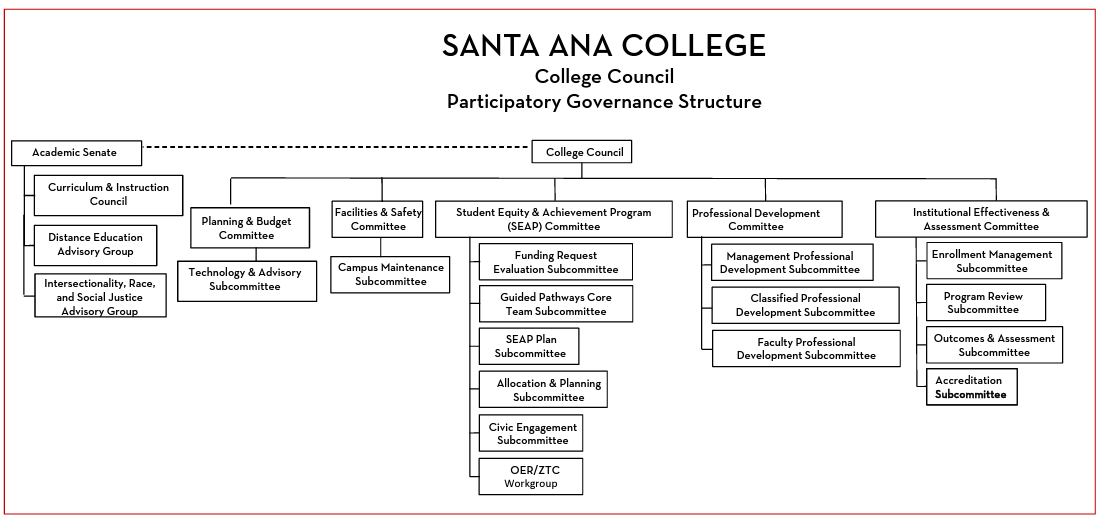 SANTA ANA COLLEGE
College Council
Participatory Governance Structure
Academic Senate
College Council
Curriculum & Instruction
Council
Distance Education
Advisory Group
Intersectionality, Race,
and Social Justice
Advisory Group
Planning & Budget
Committee
Technology & Advisory
Subcommittee
Facilities & Safety
Committee
Campus Maintenance
Subcommittee
Student Equity & Achievement Program
(SEAP) Committee
Funding Request
Evaluation Subcommittee
Guided Pathways Core
Team Subcommittee
SEAP Plan
Subcommittee
Allocation & Planning
Subcommittee
Civic Engagement
Subcommittee
OER/ZTC
Workgroup
Professional Development
Committee
Management Professional
Development Subcommittee
Classified Professional
Development Subcommittee
Faculty Professional
Development Subcommittee
Institutional Effectiveness &
Assessment Committee
Enrollment Management
Subcommittee
Program Review
Subcommittee
Outcomes & Assessment
Subcommittee
Accreditation
Subcommittee